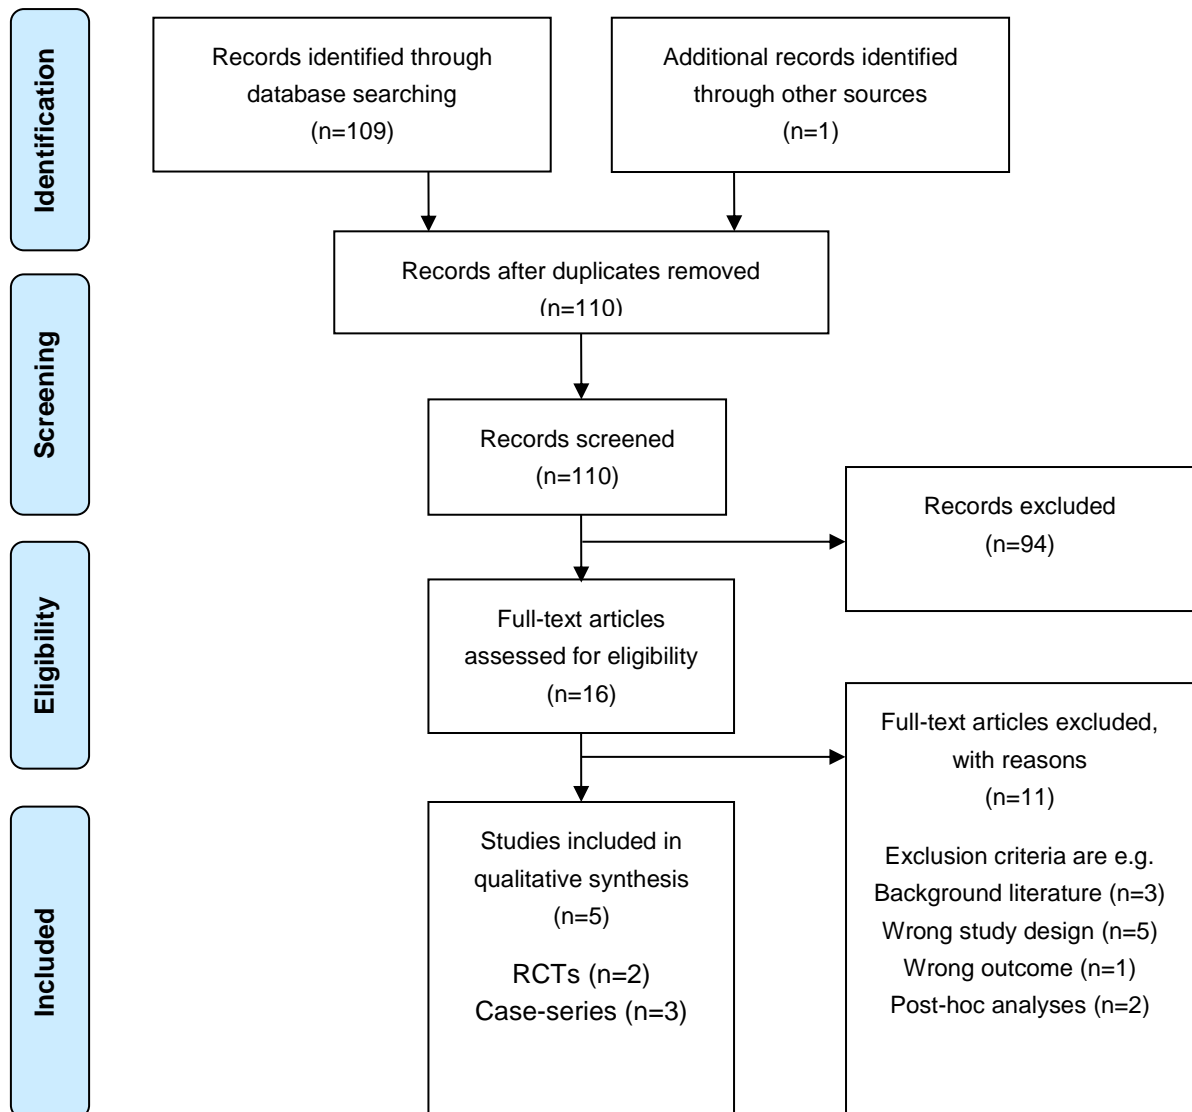 Identification
Records identified through
database searching
(n=109)
Additional records identified
through other sources
(n=1)
Records after duplicates removed
(n=110)
Screening
Records screened
(n=110)
Records excluded
(n=94)
Eligibility
Full-text articles
assessed for eligibility
(n=16)
Full-text articles excluded,
with reasons
(n=11)
Exclusion criteria are e.g.
Background literature (n=3)
Wrong study design (n=5)
Wrong outcome (n=1)
Post-hoc analyses (n=2)
Included
Studies included in
qualitative synthesis
(n=5)
RCTs (n=2)
Case-series (n=3)